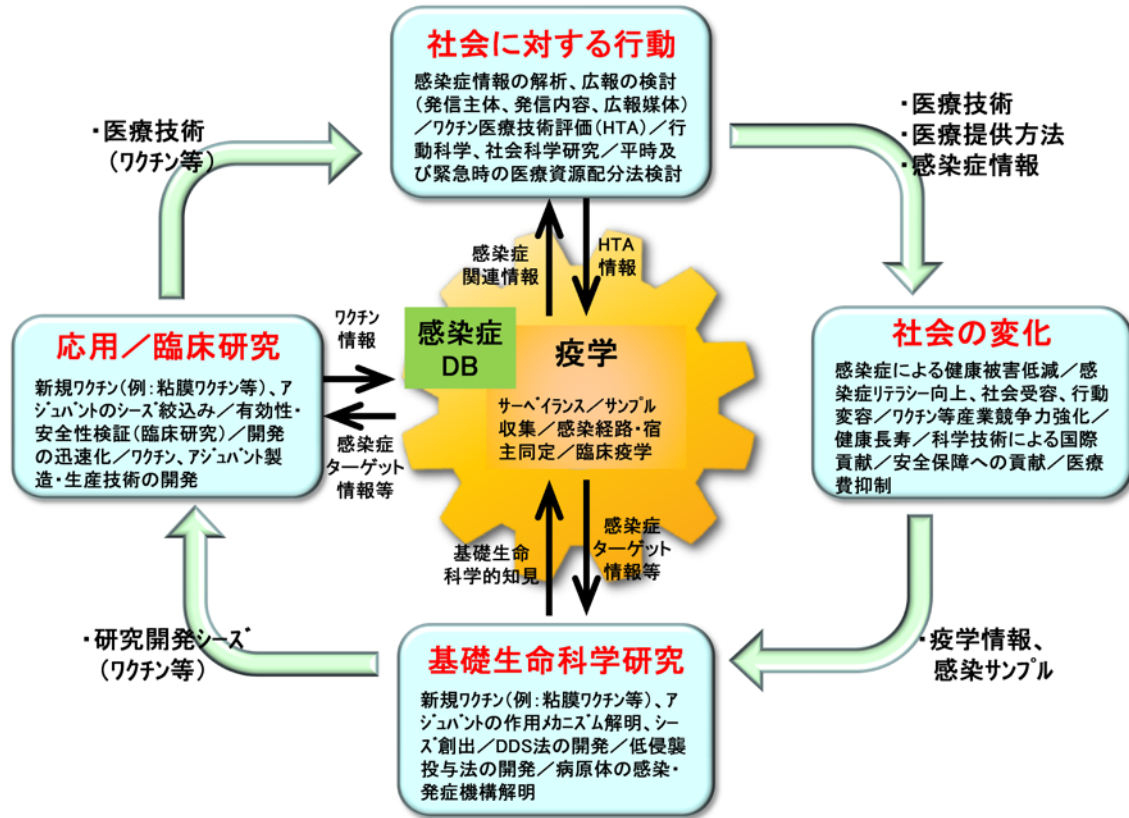 社会に対する行動
感染症情報の解析、広報の検討
(発信主体、発信内容、広報媒体)
/ワクチン医療技術評価(HTA)/行
動科学、社会科学研究/平時及
び緊急時の医療資源配分法検討
・医療技術
(ワクチン等)
・医療技術
・医療提供方法
・感染症情報
感染症
関連情報
HTA
情報
応用/臨床研究
新規ワクチン(例:粘膜ワクチン等)、ア
ジュバントのシーズ絞込み/有効性・
安全性検証(臨床研究)/開発
の迅速化/ワクチン、アジュバント製
造・生産技術の開発
ワクチン
情報
感染症
ターゲット
情報等
感染症
DB
疫学
サーベイランス/サンプル
収集/感染経路・宿
主同定/臨床疫学
社会の変化
感染症による健康被害低減/感
染症リテラシー向上、社会受容、行動
変容/ワクチン等産業競争力強化/
健康長寿/科学技術による国際
貢献/安全保障への貢献/医療
費抑制
基礎生命
科学的知見
感染症
ターゲット
情報等
・研究開発シーズ
(ワクチン等)
・疫学情報、
感染サンプル
基礎生命科学研究
新規ワクチン(例:粘膜ワクチン等)、ア
ジュバントの作用メカニズム解明、シー
ズ創出/DDS法の開発/低侵襲
投与法の開発/病原体の感染・
発症機構解明